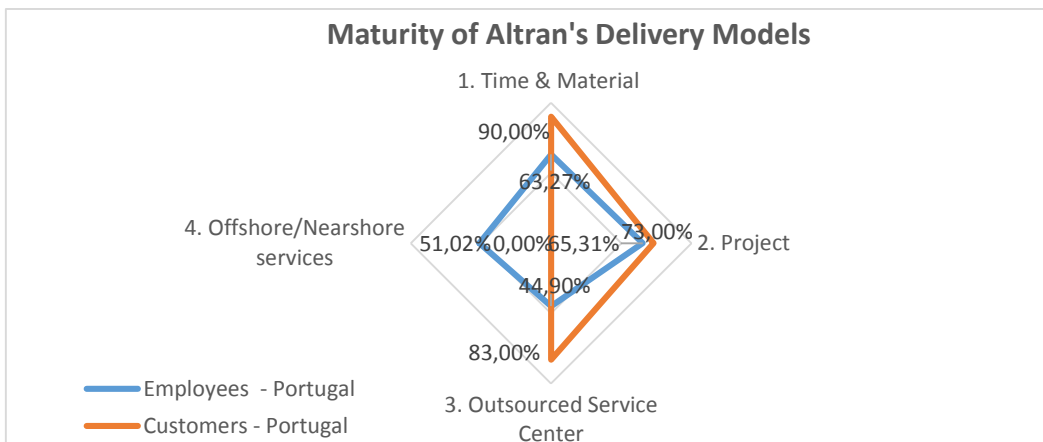 Maturity of Altran's Delivery Models
1. Time & Material
90,00%
63,27%
4. Offshore/Nearshore
services
51,02%
0,00%
65,31%
73,00%
2. Project
44,90%
83,00%
3. Outsourced Service
Center
Employees - Portugal
Customers - Portugal